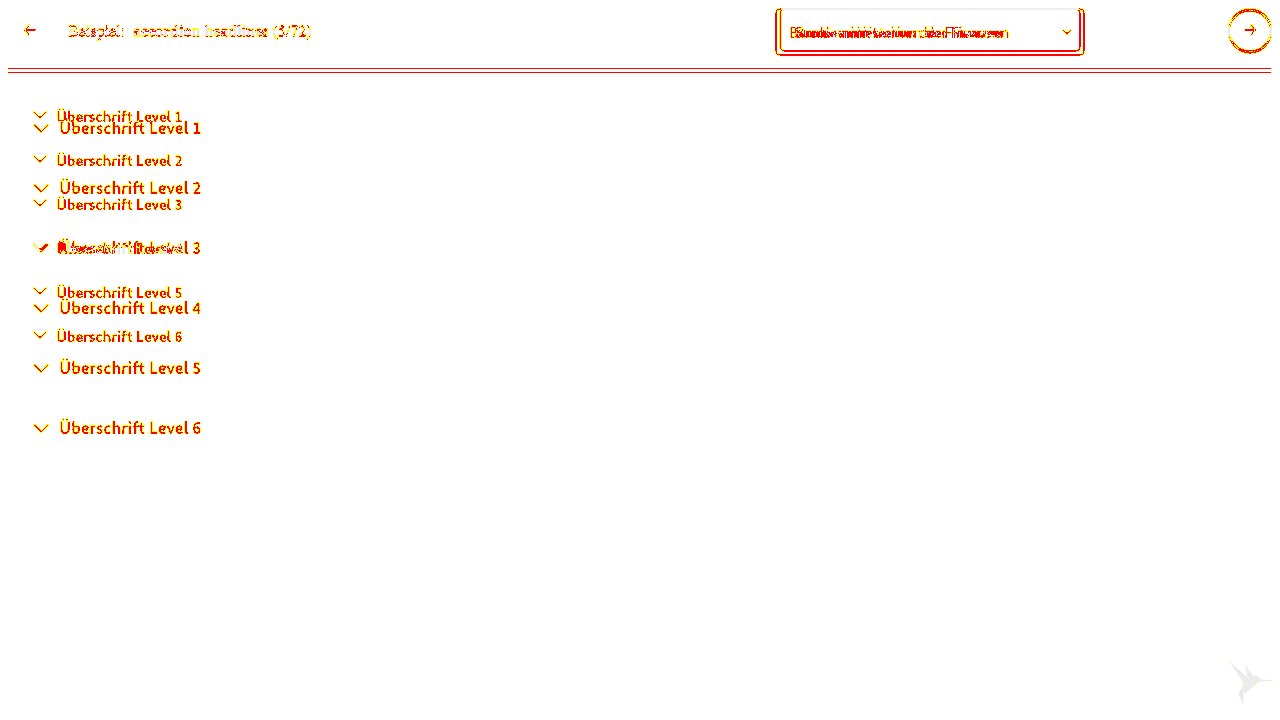 Beispiel: accordion headlines (3/72)
Überschrift Level 1
Überschrift Level 1
Überschrift Level 2
Überschrift Level 2
Überschrift Level 3
Überschrift Level 3
Überschrift Level 5
Überschrift Level 4
Überschrift Level 6
Überschrift Level 5
Überschrift Level 6